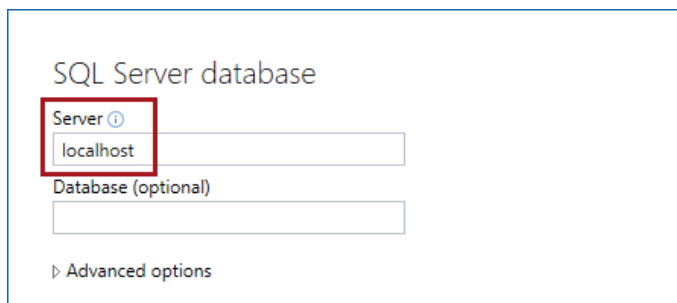 SQL Server database
Server
localhost
Database (optional)
Advanced options